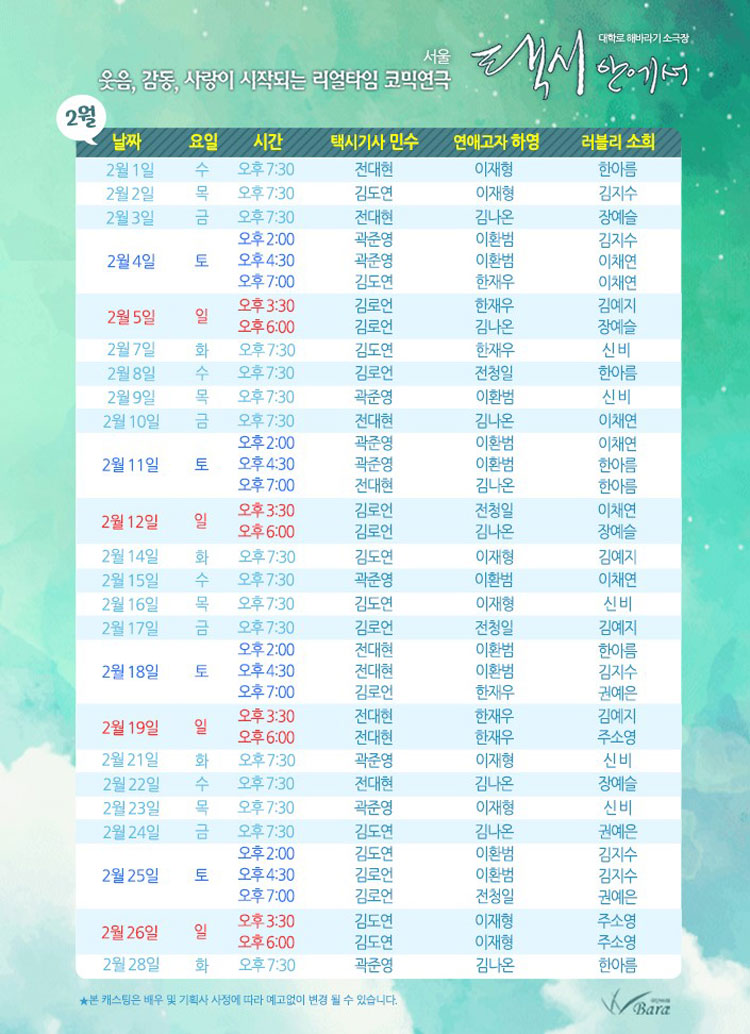 대학로 해바라기 소극장
서울
택시 안에서
웃음, 감동, 사랑이 시작되는 리얼타임 코믹연극
2월
날짜 요일 시간 택시기사 민수 연애고자 하영 러블리 소희
2월 1일 수 오후 7:30 전대현 이재형 한아름
2월 2일 목 오후 7:30 김도연 이재형 김지수
2월 3일 금 오후 7:30 전대현 김나온 장예슬
오후 2:00 곽준영 이환범 김지수
2월 4일 토 오후 4:30 곽준영 이환범 이채연
오후 7:00 김도연 한재우 이채연
2월 5일 일 오후 3:30 김로언 한재우 김예지
오후 6:00 김로언 김나온 장예슬
2월 7일 화 오후 7:30 김도연 한재우 신 비
2월 8일 수 오후 7:30 김로언 전청일 한아름
2월 9일 목 오후 7:30 곽준영 이환범 신 비
2월 10일 금 오후 7:30 전대현 김나온 이채연
오후 2:00 곽준영 이환범 이채연
2월 11일 토 오후 4:30 곽준영 이환범 한아름
오후 7:00 전대현 김나온 한아름
2월 12일 일 오후 3:30 김로언 전청일 이채연
오후 6:00 김로언 김나온 장예슬
2월 14일 화 오후 7:30 김도연 이재형 김예지
2월 15일 수 오후 7:30 곽준영 이환범 이채연
2월 16일 목 오후 7:30 김도연 이재형 신 비
2월 17일 금 오후 7:30 김로언 전청일 김예지
오후 2:00 전대현 이환범 한아름
2월 18일 토 오후 4:30 전대현 이환범 김지수
오후 7:00 김로언 한재우 권예은
2월 19일 일 오후 3:30 전대현 한재우 김예지
오후 6:00 전대현 한재우 주소영
2월 21일 화 오후 7:30 곽준영 이재형 신 비
2월 22일 수 오후 7:30 전대현 김나온 장예슬
2월 23일 목 오후 7:30 곽준영 이재형 신 비
2월 24일 금 오후 7:30 김도연 김나온 권예은
오후 2:00 김도연 이환범 김지수
2월 25일 토 오후 4:30 김로언 이환범 김지수
오후 7:00 김로언 전청일 권예은
2월 26일 일 오후 3:30 김도연 이재형 주소영
오후 6:00 김도연 이재형 주소영
2월 28일 화 오후 7:30 곽준영 김나온 한아름
★본 캐스팅은 배우 및 기획사 사정에 따라 예고없이 변경 될 수 있습니다.
Bara